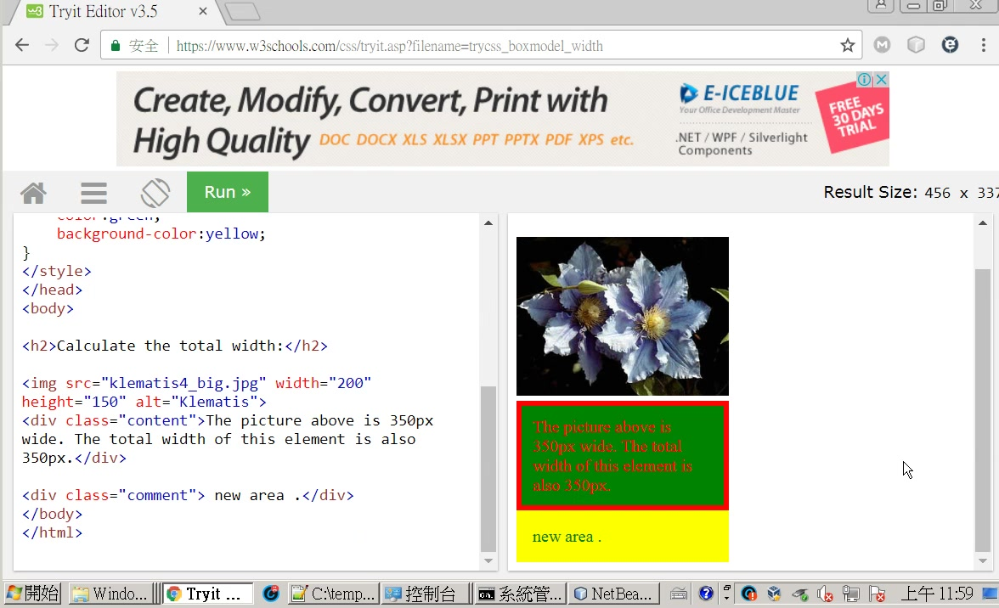 Tryit Editor v3.5
安全 https://www.w3schools.com/css/tryit.asp?filename=trycss_boxmodel_width
Create, Modify, Convert, Print with
High Quality DOC DOCX XLS XLSX PPT PPTX PDF XPS etc.
E-ICEBLUE
Your Office Development Master
.NET / WPF / Silverlight
Components
FREE
30 DAYS
TRIAL
Run »
Result Size: 456 x 337
color:green;
background-color:yellow;
}
</style>
</head>
<body>
<h2>Calculate the total width:</h2>
<img src="klematis4_big.jpg" width="200"
height="150" alt="Klematis">
<div class="content">The picture above is 350px
wide. The total width of this element is also
350px.</div>
<div class="comment"> new area .</div>
</body>
</html>
The picture above is
350px wide. The total
width of this element is
also 350px.
new area .
開始 Windo... Tryit ... C:\temp... 控制台 系統管... NetBea... 上午 11:59